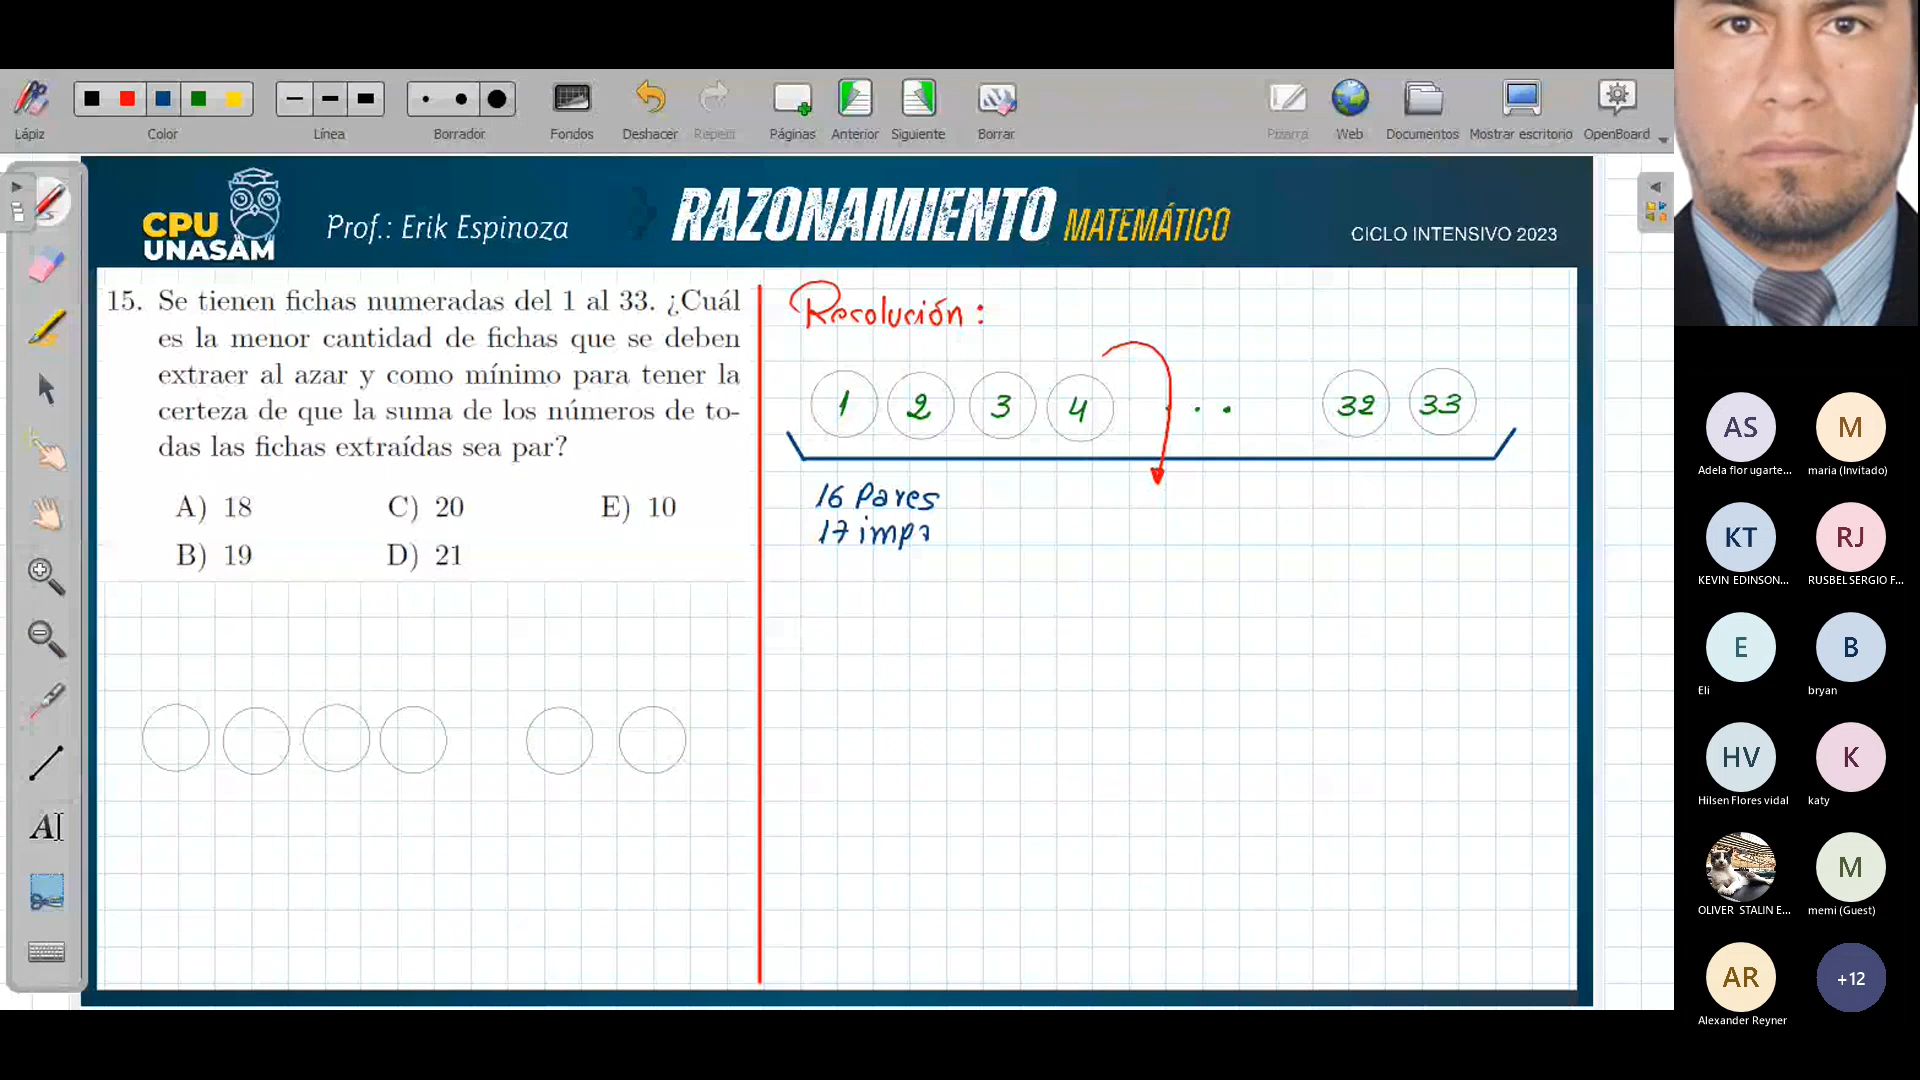 Lápiz
Color
Línea
Borrador
Fondos
Deshacer
Repetir
Páginas
Anterior
Siguiente
Borrar
Pizarra
Web
Documentos
Mostrar escritorio
OpenBoard
CPU
UNASAM
Prof.: Erik Espinoza
RAZONAMIENTO MATEMÁTICO
CICLO INTENSIVO 2023
15. Se tienen fichas numeradas del 1 al 33. ¿Cuál
es la menor cantidad de fichas que se deben
extraer al azar y como mínimo para tener la
certeza de que la suma de los números de to-
das las fichas extraídas sea par?
A) 18 C) 20 E) 10
B) 19 D) 21
Resolución:
1 2 3 4 . . . 32 33
16 Pares
17 impa
AI
AS
Adela flor ugarte...
M
maria (Invitado)
KT
KEVIN EDINSON...
RJ
RUSBEL SERGIO F...
E
Eli
B
bryan
HV
Hilsen Flores vidal
K
katy
OLIVER STALIN E...
M
memi (Guest)
AR
Alexander Reyner
+12